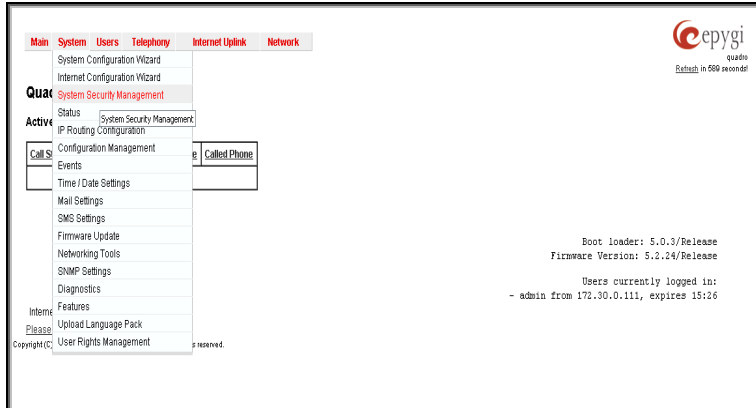 epygi
quadro
Refresh in 589 seconds!
Main System Users Telephony Internet Uplink Network
System Configuration Wizard
Internet Configuration Wizard
System Security Management
Status
System Security Management
IP Routing Configuration
Configuration Management
Events
Time / Date Settings
Mail Settings
SMS Settings
Firmware Update
Networking Tools
SNMP Settings
Diagnostics
Features
Upload Language Pack
User Rights Management
Active
Called Phone
Boot loader: 5.0.3/Release
Firmware Version: 5.2.24/Release
Users currently logged in:
- admin from 172.30.0.111, expires 15:26
Please
Copyright (C)
s reserved.